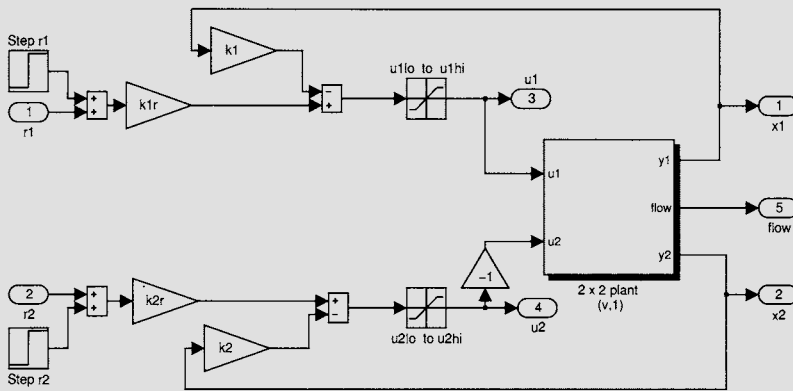 Step r1
k1
u1lo to u1hi
u1
3
1
x1
+
+
k1r
−
+
1
r1
u1
y1
flow
5
flow
u2
y2
−1
2 x 2 plant
(v,1)
2
r2
+
+
k2r
+
−
4
u2
2
x2
k2
u2lo to u2hi
Step r2